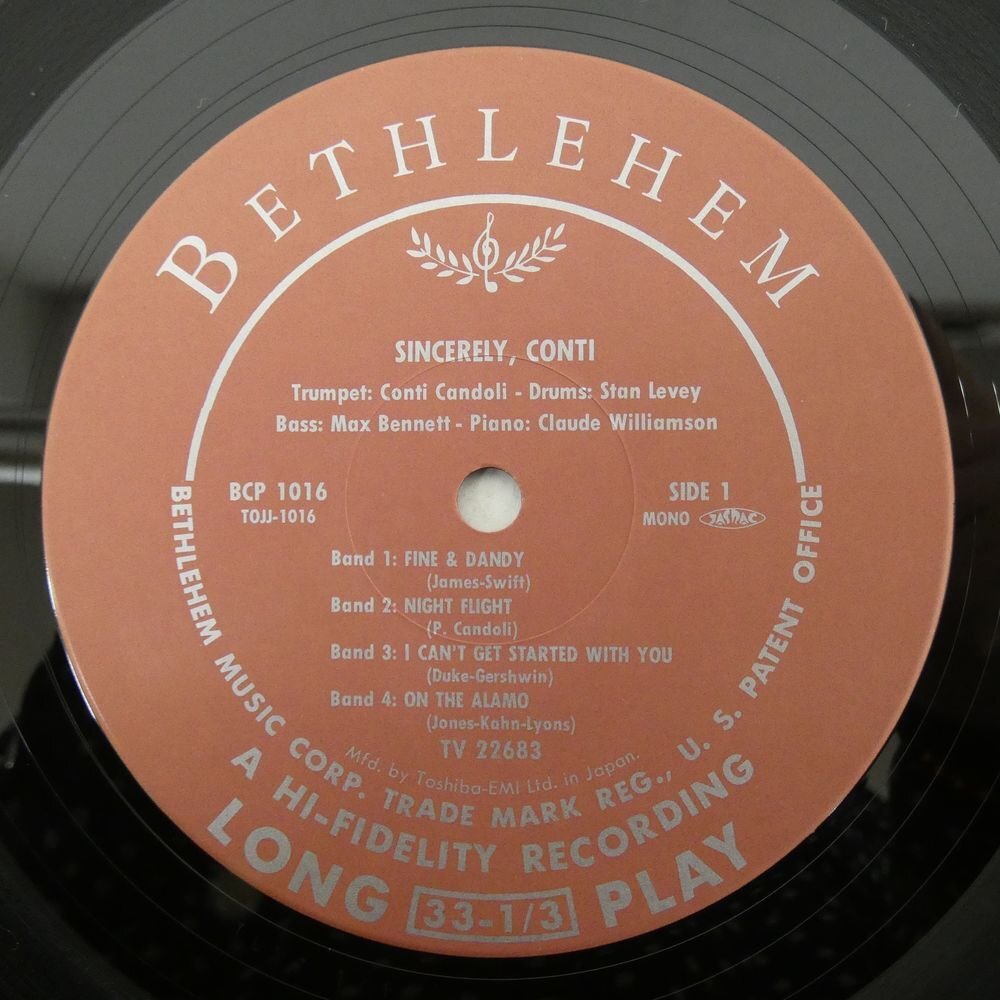 BETHLEHEM
SINCERELY, CONTI
Trumpet: Conti Candoli - Drums: Stan Levey
Bass: Max Bennett - Piano: Claude Williamson
BCP 1016
TOJJ-1016
SIDE 1
MONO JASRAC
Band 1: FINE & DANDY
(James-Swift)
Band 2: NIGHT FLIGHT
(P. Candoli)
Band 3: I CAN'T GET STARTED WITH YOU
(Duke-Gershwin)
Band 4: ON THE ALAMO
(Jones-Kahn-Lyons)
TV 22683
Mfd. by Toshiba-EMI Ltd. in Japan.
BETHLEHEM MUSIC CORP. TRADE MARK REG., U. S. PATENT OFFICE
A HI-FIDELITY RECORDING
LONG 33-1/3 PLAY